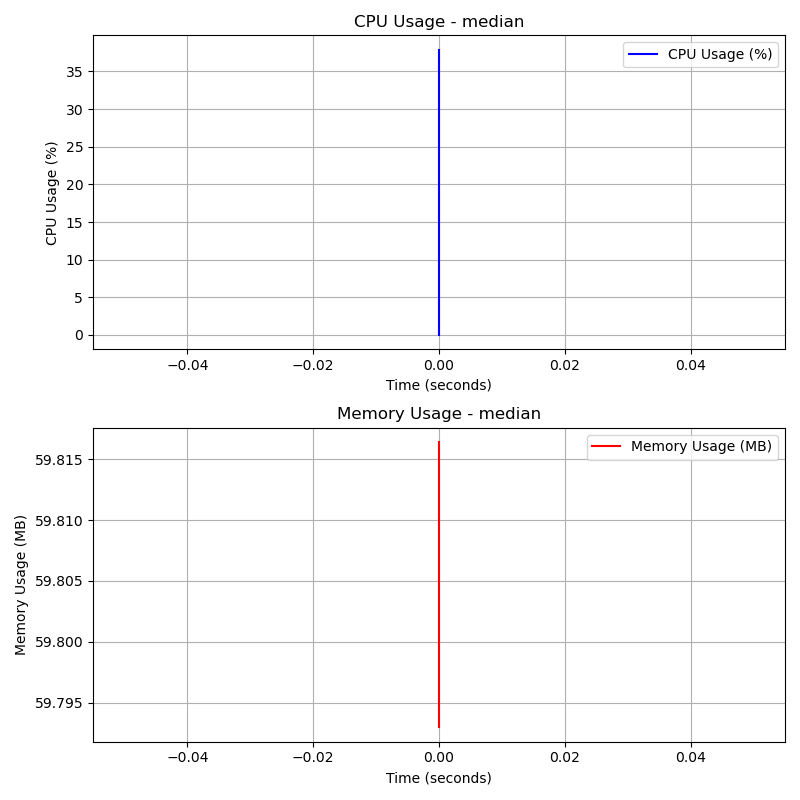 CPU Usage - median
CPU Usage (%)
35
30
25
20
15
10
5
0
CPU Usage (%)
−0.04 −0.02 0.00 0.02 0.04
Time (seconds)
Memory Usage - median
Memory Usage (MB)
59.815
59.810
59.805
59.800
59.795
Memory Usage (MB)
−0.04 −0.02 0.00 0.02 0.04
Time (seconds)